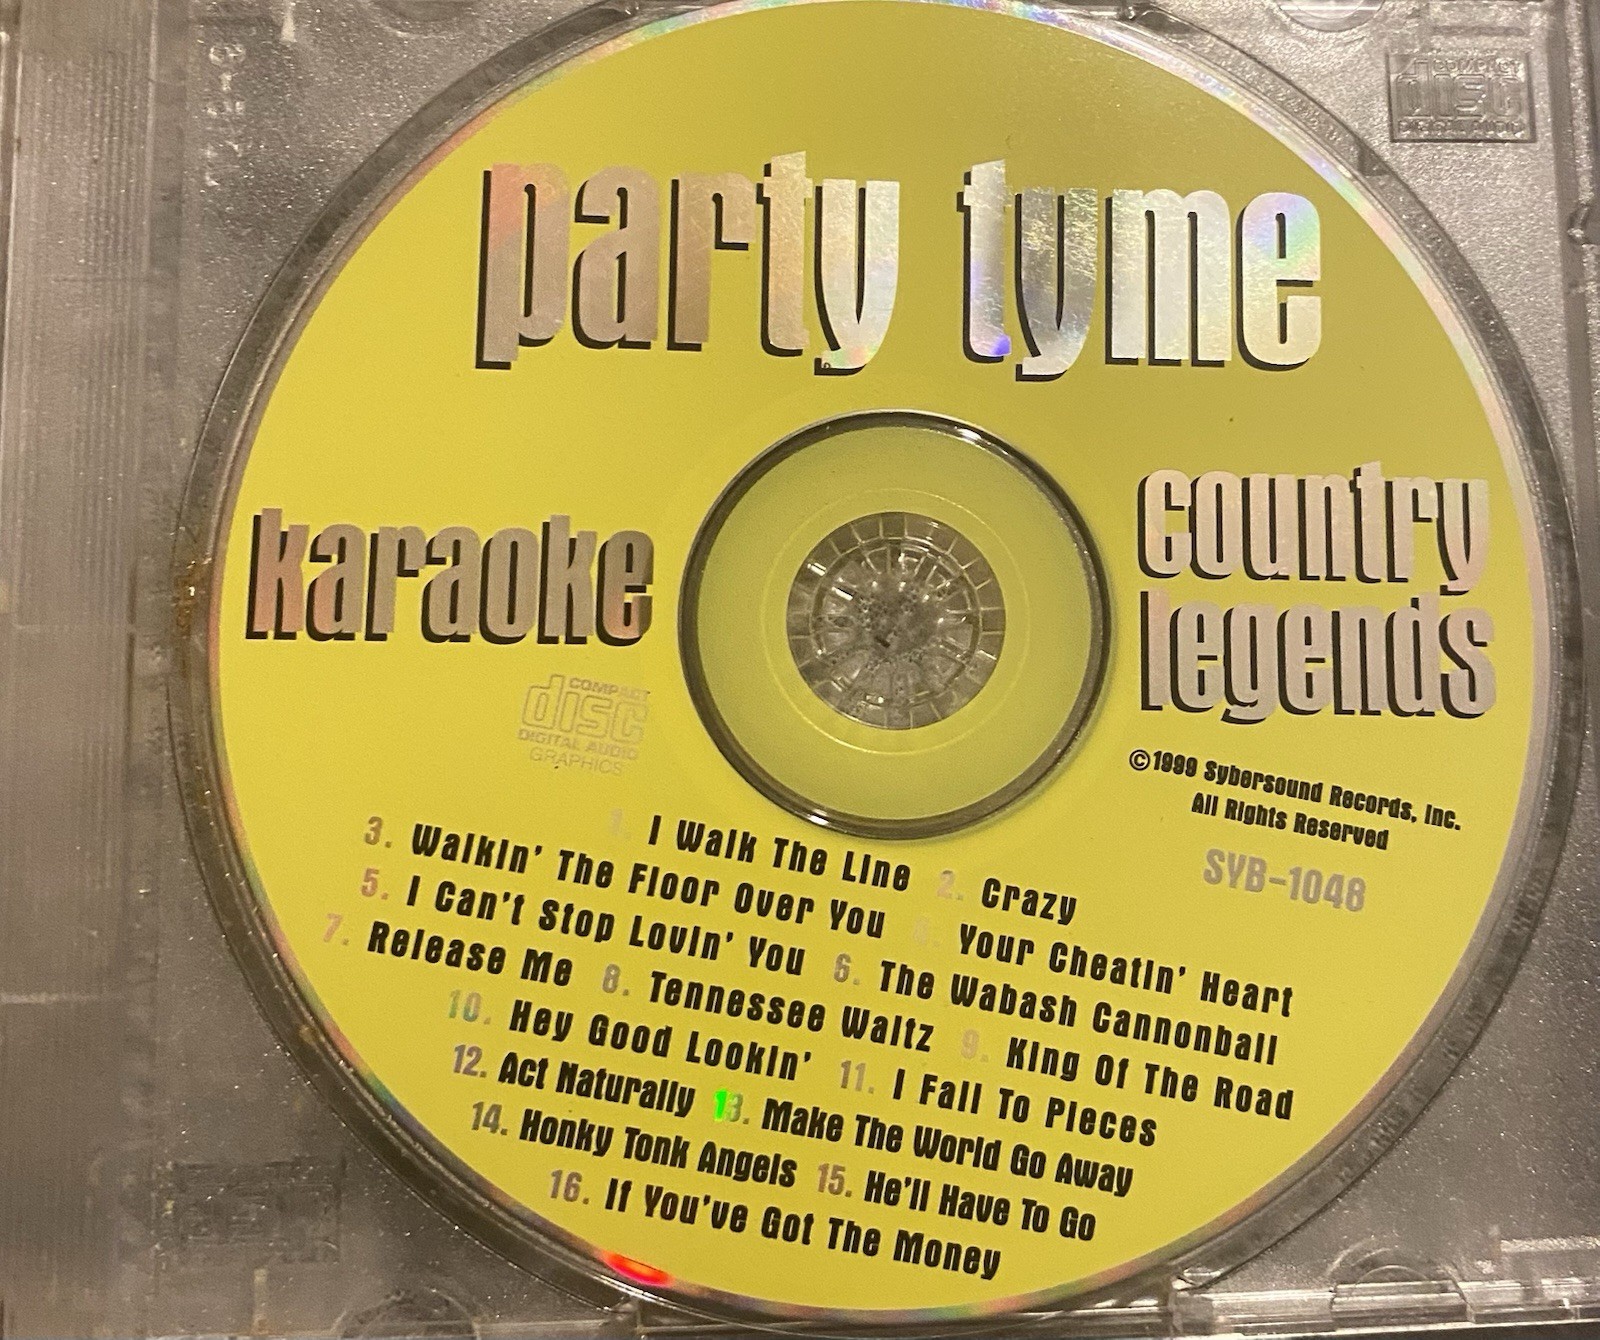 COMPACT
disc
DIGITAL AUDIO
party tyme
karaoke
country
legends
COMPACT
disc
DIGITAL AUDIO
GRAPHICS
©1999 Sybersound Records, Inc.
All Rights Reserved
SYB-1048
1. I Walk The Line 2. Crazy
3. Walkin' The Floor Over You 4. Your Cheatin' Heart
5. I Can't Stop Lovin' You 6. The Wabash Cannonball
7. Release Me 8. Tennessee Waltz 9. King Of The Road
10. Hey Good Lookin' 11. I Fall To Pieces
12. Act Naturally 13. Make The World Go Away
14. Honky Tonk Angels 15. He'll Have To Go
16. If You've Got The Money